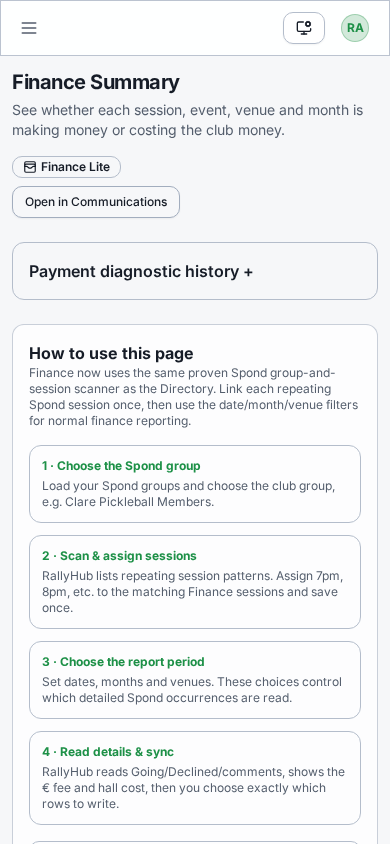 RA
Finance Summary
See whether each session, event, venue and month is
making money or costing the club money.
Finance Lite
Open in Communications
Payment diagnostic history +
How to use this page
Finance now uses the same proven Spond group-and-
session scanner as the Directory. Link each repeating
Spond session once, then use the date/month/venue filters
for normal finance reporting.
1 · Choose the Spond group
Load your Spond groups and choose the club group,
e.g. Clare Pickleball Members.
2 · Scan & assign sessions
RallyHub lists repeating session patterns. Assign 7pm,
8pm, etc. to the matching Finance sessions and save
once.
3 · Choose the report period
Set dates, months and venues. These choices control
which detailed Spond occurrences are read.
4 · Read details & sync
RallyHub reads Going/Declined/comments, shows the
€ fee and hall cost, then you choose exactly which
rows to write.